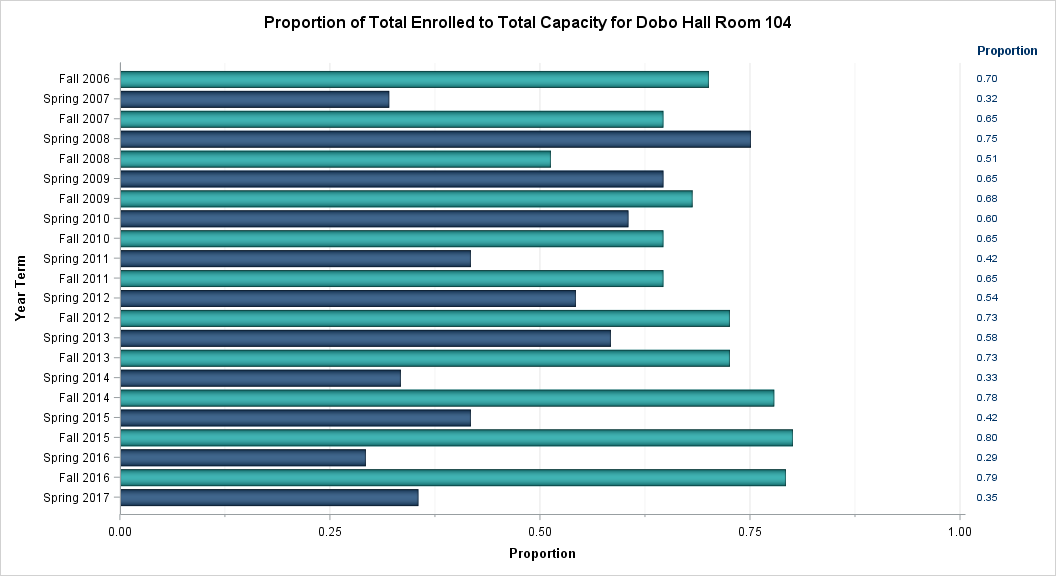 Proportion of Total Enrolled to Total Capacity for Dobo Hall Room 104
Proportion
Fall 2006 0.70
Spring 2007 0.32
Fall 2007 0.65
Spring 2008 0.75
Fall 2008 0.51
Spring 2009 0.65
Fall 2009 0.68
Spring 2010 0.60
Fall 2010 0.65
Spring 2011 0.42
Fall 2011 0.65
Spring 2012 0.54
Fall 2012 0.73
Spring 2013 0.58
Fall 2013 0.73
Spring 2014 0.33
Fall 2014 0.78
Spring 2015 0.42
Fall 2015 0.80
Spring 2016 0.29
Fall 2016 0.79
Spring 2017 0.35
Year Term
0.00 0.25 0.50 0.75 1.00
Proportion